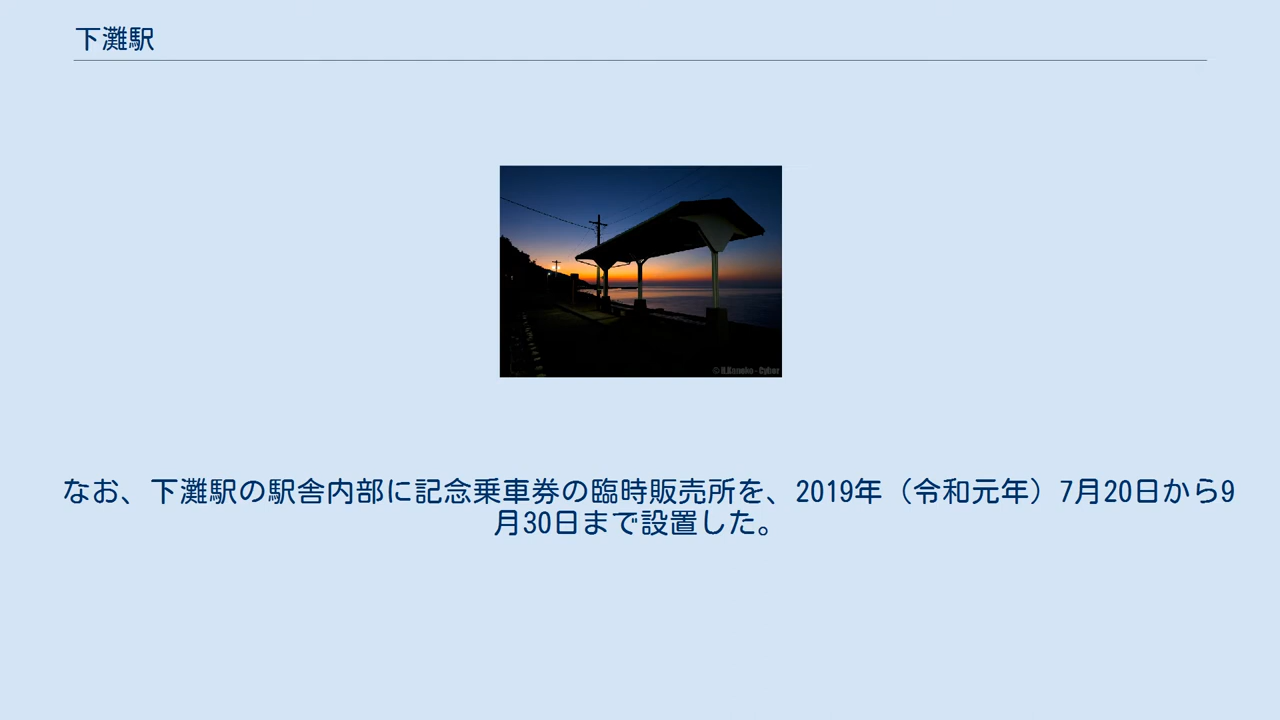 下灘駅
© H.Kaneko - Cyber
なお、下灘駅の駅舎内部に記念乗車券の臨時販売所を、2019年（令和元年）7月20日から9
月30日まで設置した。